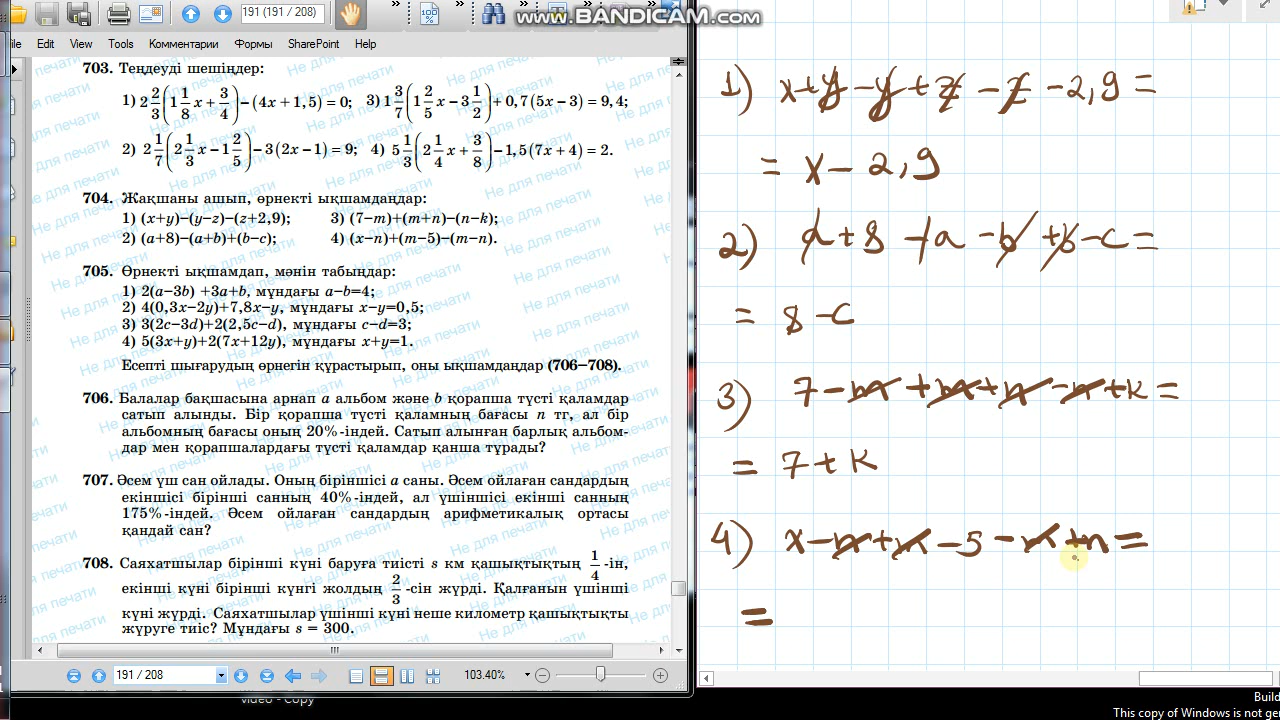 191 (191 / 208)
www.BANDICAM.com
Edit View Tools Комментарии Формы SharePoint Help
703. Теңдеуді шешіңдер:
1) 2 2/3 (1 1/8 x + 3/4) − (4x + 1,5) = 0; 3) 1 3/7 (1 2/5 x − 3 1/2) + 0,7 (5x − 3) = 9,4;
2) 2 1/7 (2 1/3 x − 1 2/5) − 3 (2x − 1) = 9; 4) 5 1/3 (2 1/4 x + 3/8) − 1,5 (7x + 4) = 2.
704. Жақшаны ашып, өрнекті ықшамдаңдар:
1) (x+y)−(y−z)−(z+2,9); 3) (7−m)+(m+n)−(n−k);
2) (a+8)−(a+b)+(b−c); 4) (x−n)+(m−5)−(m−n).
705. Өрнекті ықшамдап, мәнін табыңдар:
1) 2(a−3b) +3a+b, мұндағы a−b=4;
2) 4(0,3x−2y)+7,8x−y, мұндағы x−y=0,5;
3) 3(2c−3d)+2(2,5c−d), мұндағы c−d=3;
4) 5(3x+y)+2(7x+12y), мұндағы x+y=1.
Есепті шығарудың өрнегін құрастырып, оны ықшамдаңдар (706−708).
706. Балалар бақшасына арнап a альбом және b қорапша түсті қаламдар
сатып алынды. Бір қорапша түсті қаламның бағасы n тг, ал бір
альбомның бағасы оның 20%-індей. Сатып алынған барлық альбом-
дар мен қорапшалардағы түсті қаламдар қанша тұрады?
707. Әсем үш сан ойлады. Оның біріншісі a саны. Әсем ойлаған сандардың
екіншісі бірінші санның 40%-індей, ал үшіншісі екінші санның
175%-індей. Әсем ойлаған сандардың арифметикалық ортасы
қандай сан?
708. Саяхатшылар бірінші күні баруға тиісті s км қашықтықтың 1/4 -ін,
екінші күні бірінші күнгі жолдың 2/3 -сін жүрді. Қалғанын үшінші
күні жүрді. Саяхатшылар үшінші күні неше километр қашықтықты
жүруге тиіс? Мұндағы s = 300.
191 / 208
103.40%
video - Copy
1) x+y−y+z−z−2,9=
= x−2,9
2) a+8−a−b+b−c=
= 8−c
3) 7−m+m+n−n+k=
= 7+k
4) x−n+m−5−m+n=
=
Build
This copy of Windows is not ge